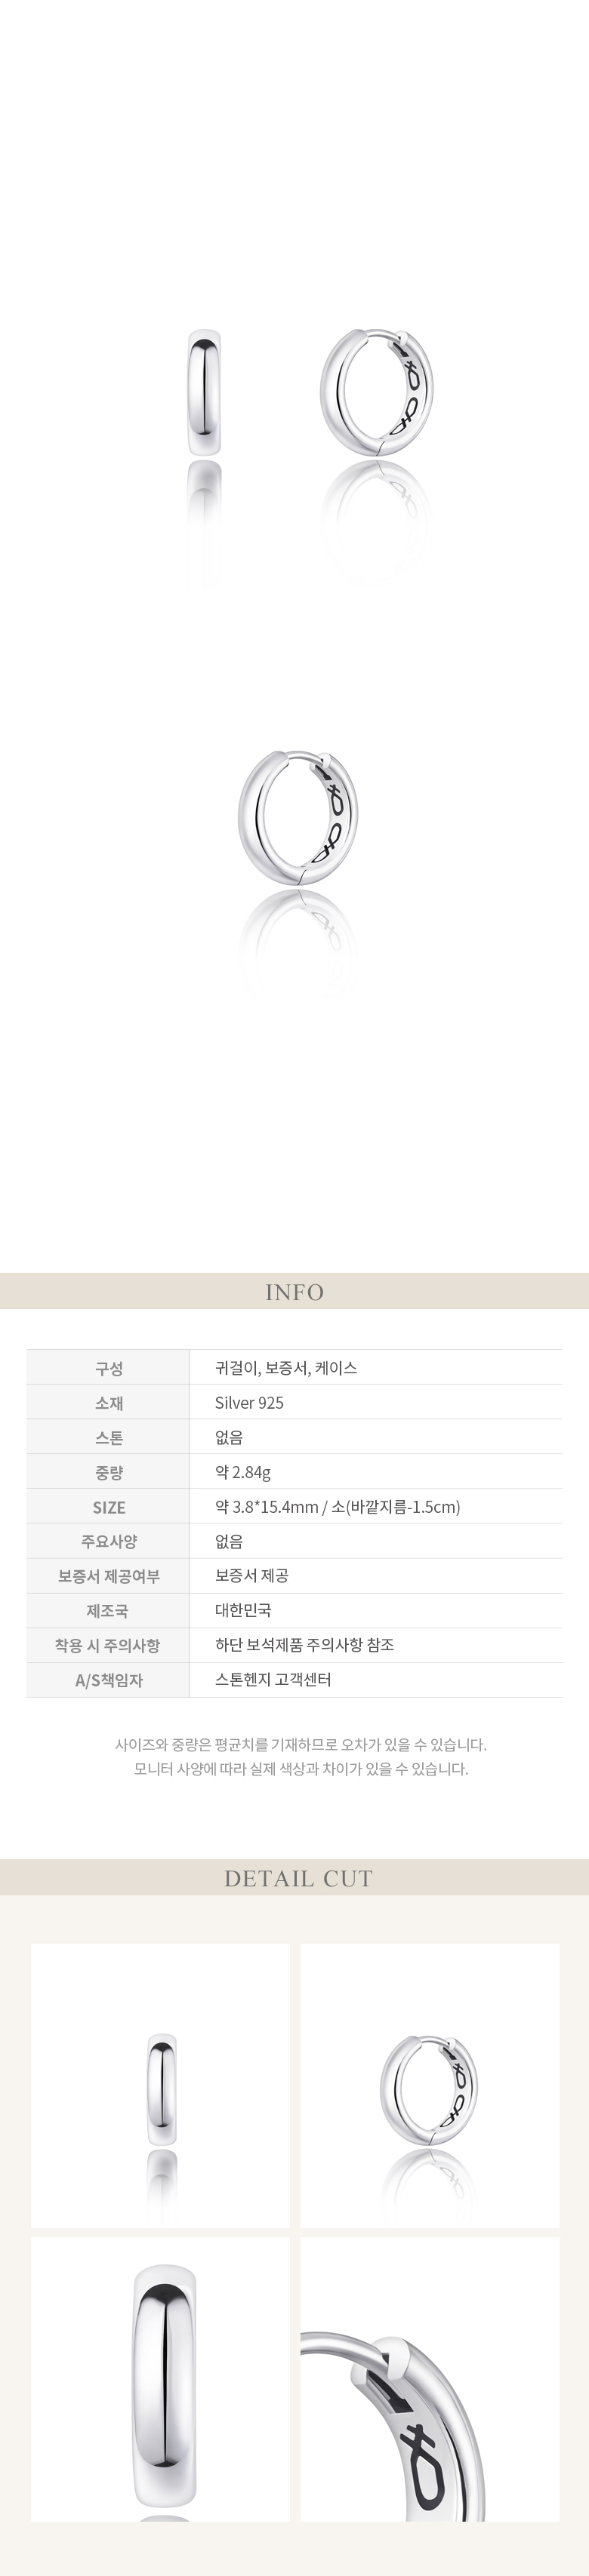 INFO
구성 귀걸이, 보증서, 케이스
소재 Silver 925
스톤 없음
중량 약 2.84g
SIZE 약 3.8*15.4mm / 소(바깥지름-1.5cm)
주요사양 없음
보증서 제공여부 보증서 제공
제조국 대한민국
착용 시 주의사항 하단 보석제품 주의사항 참조
A/S책임자 스톤헨지 고객센터
사이즈와 중량은 평균치를 기재하므로 오차가 있을 수 있습니다.
모니터 사양에 따라 실제 색상과 차이가 있을 수 있습니다.
DETAIL CUT